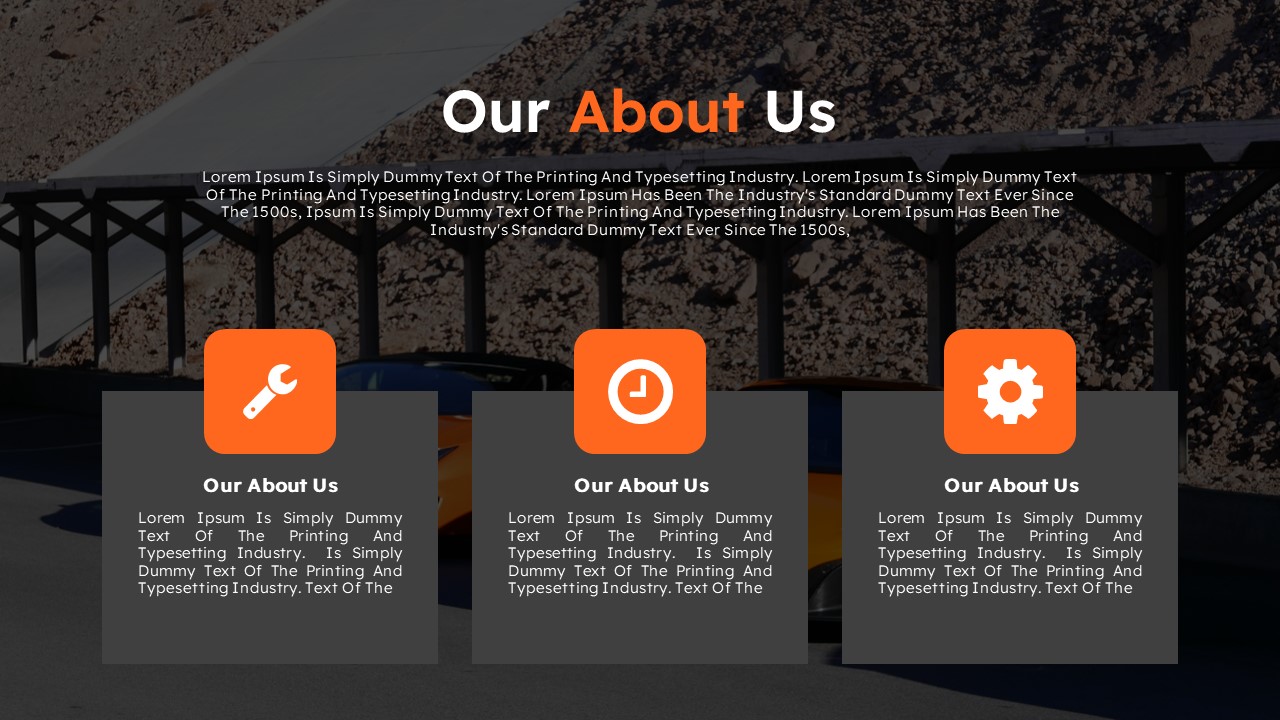 Our About Us
Lorem Ipsum Is Simply Dummy Text Of The Printing And Typesetting Industry. Lorem Ipsum Is Simply Dummy Text
Of The Printing And Typesetting Industry. Lorem Ipsum Has Been The Industry's Standard Dummy Text Ever Since
The 1500s, Ipsum Is Simply Dummy Text Of The Printing And Typesetting Industry. Lorem Ipsum Has Been The
Industry's Standard Dummy Text Ever Since The 1500s,
Our About Us
Lorem Ipsum Is Simply Dummy
Text Of The Printing And
Typesetting Industry. Is Simply
Dummy Text Of The Printing And
Typesetting Industry. Text Of The
Our About Us
Lorem Ipsum Is Simply Dummy
Text Of The Printing And
Typesetting Industry. Is Simply
Dummy Text Of The Printing And
Typesetting Industry. Text Of The
Our About Us
Lorem Ipsum Is Simply Dummy
Text Of The Printing And
Typesetting Industry. Is Simply
Dummy Text Of The Printing And
Typesetting Industry. Text Of The